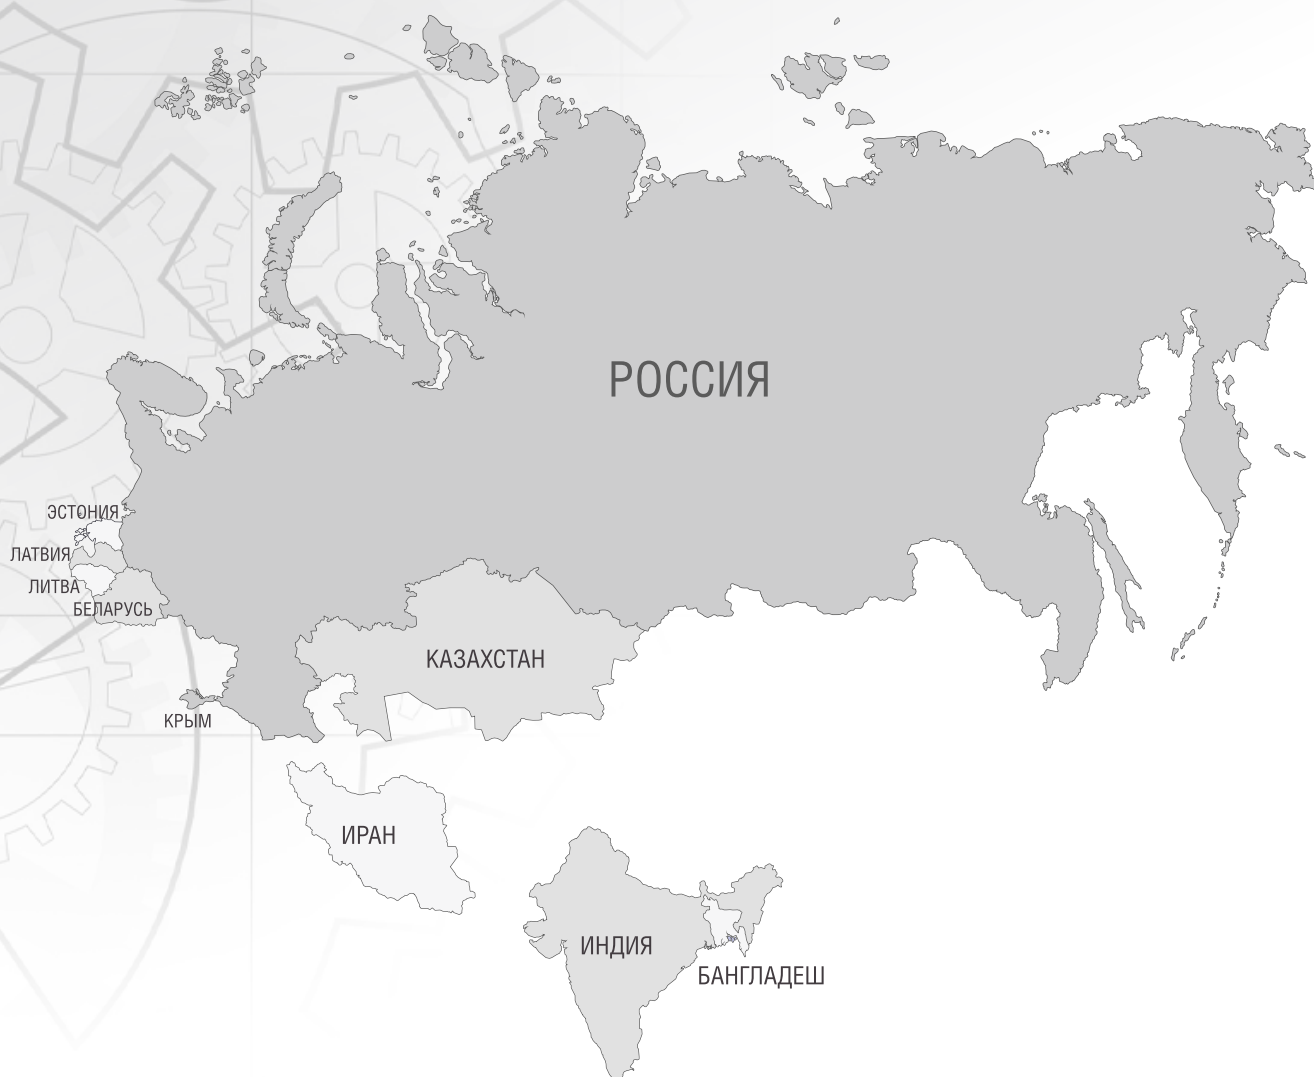 РОССИЯ
ЭСТОНИЯ
ЛАТВИЯ
ЛИТВА
БЕЛАРУСЬ
КАЗАХСТАН
КРЫМ
ИРАН
ИНДИЯ
БАНГЛАДЕШ